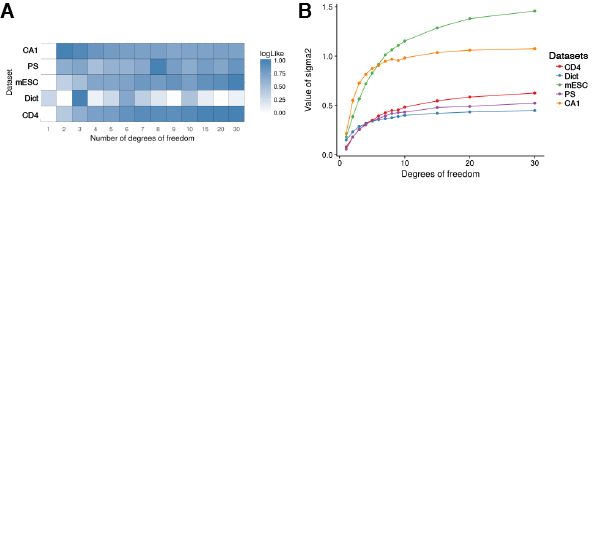 A
CA1
PS
mESC
Dict
CD4
Dataset
1 2 3 4 5 6 7 8 9 10 15 20 30
Number of degrees of freedom
logLike
1.00
0.75
0.50
0.25
0.00
B
1.5
1.0
0.5
0.0
Value of sigma2
0 10 20 30
Degrees of freedom
Datasets
CD4
Dict
mESC
PS
CA1